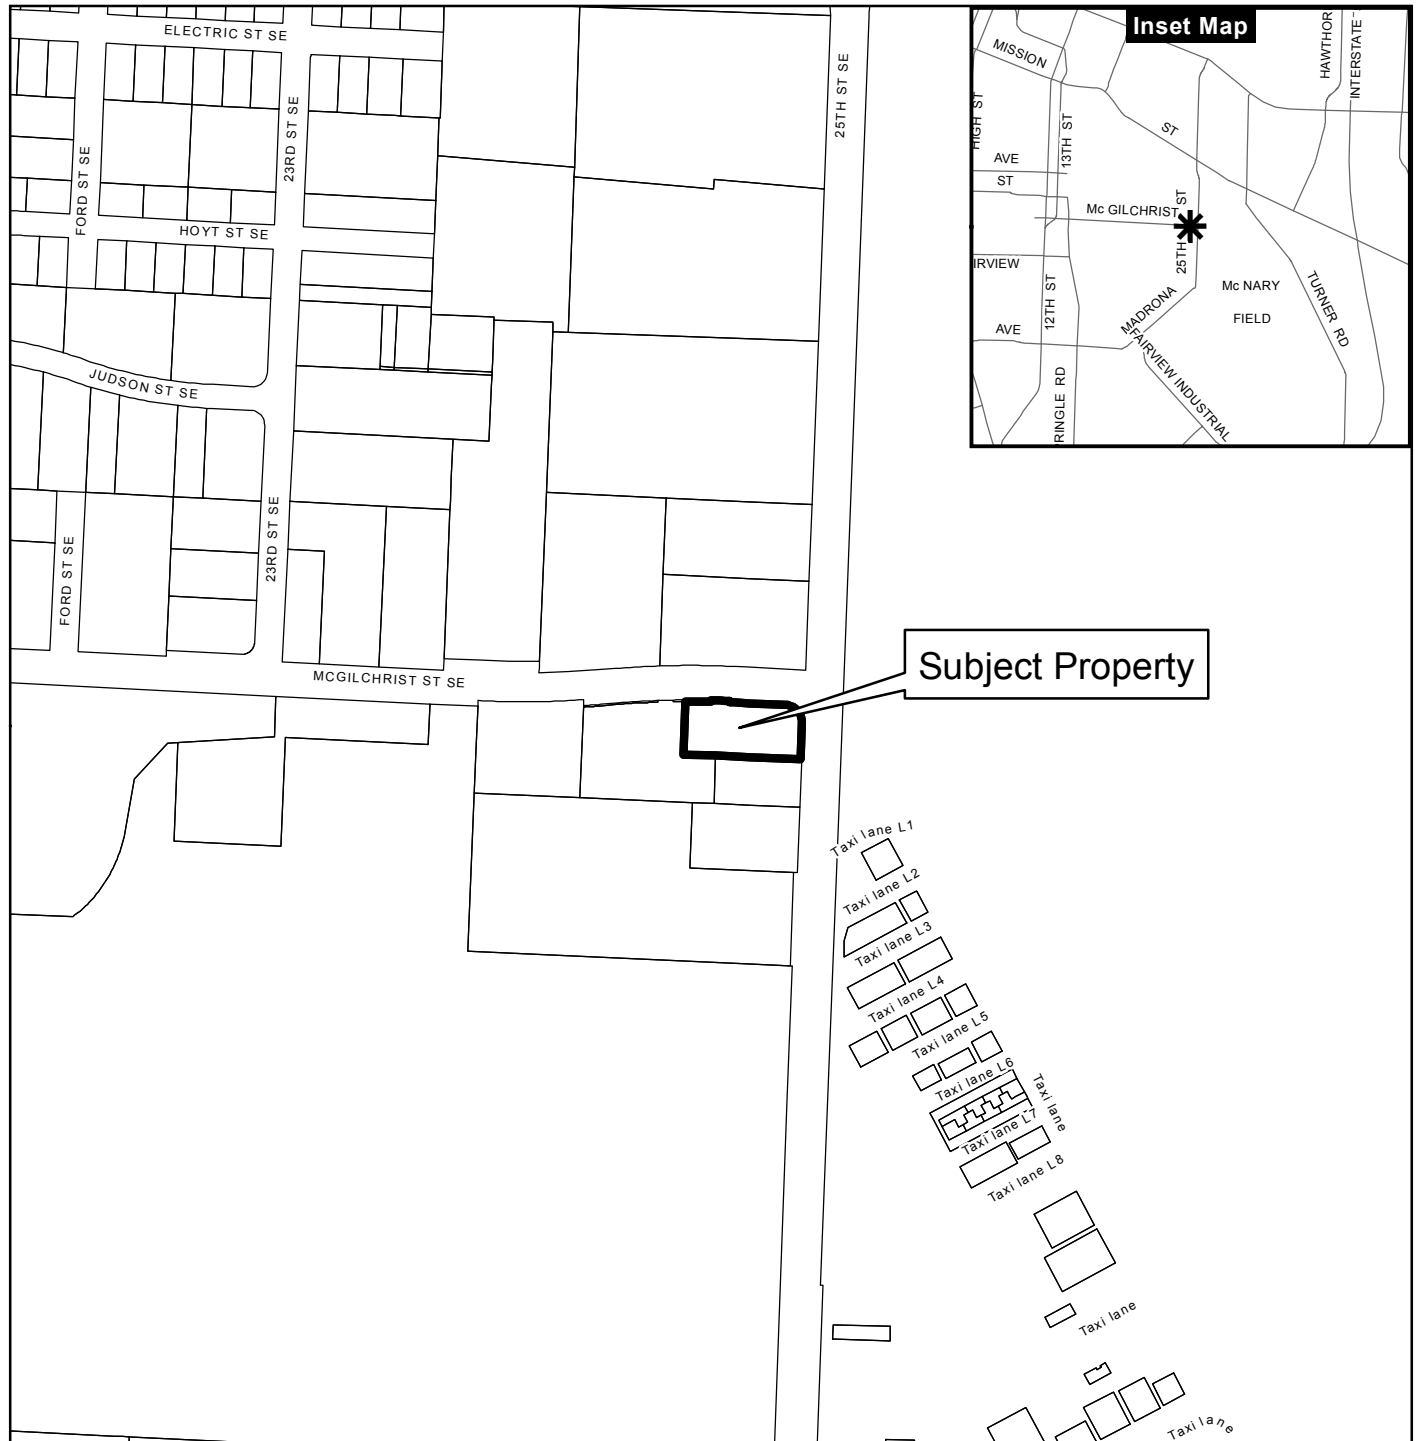 ELECTRIC ST SE
23RD ST SE
25TH ST SE
FORD ST SE
HOYT ST SE
JUDSON ST SE
23RD ST SE
FORD ST SE
MCGILCHRIST ST SE
Subject Property
Taxi lane L1
Taxi lane L2
Taxi lane L3
Taxi lane L4
Taxi lane L5
Taxi lane L6
Taxi lane
Taxi lane L7
Taxi lane L8
Taxi lane
Taxi lane
Inset Map
MISSION
HAWTHOR
INTERSTATE
HIGH ST
13TH ST
ST
AVE
ST
Mc GILCHRIST
ST
25TH
IRVIEW
12TH ST
MADRONA
Mc NARY
FIELD
TURNER RD
AVE
FAIRVIEW INDUSTRIAL
RINGLE RD